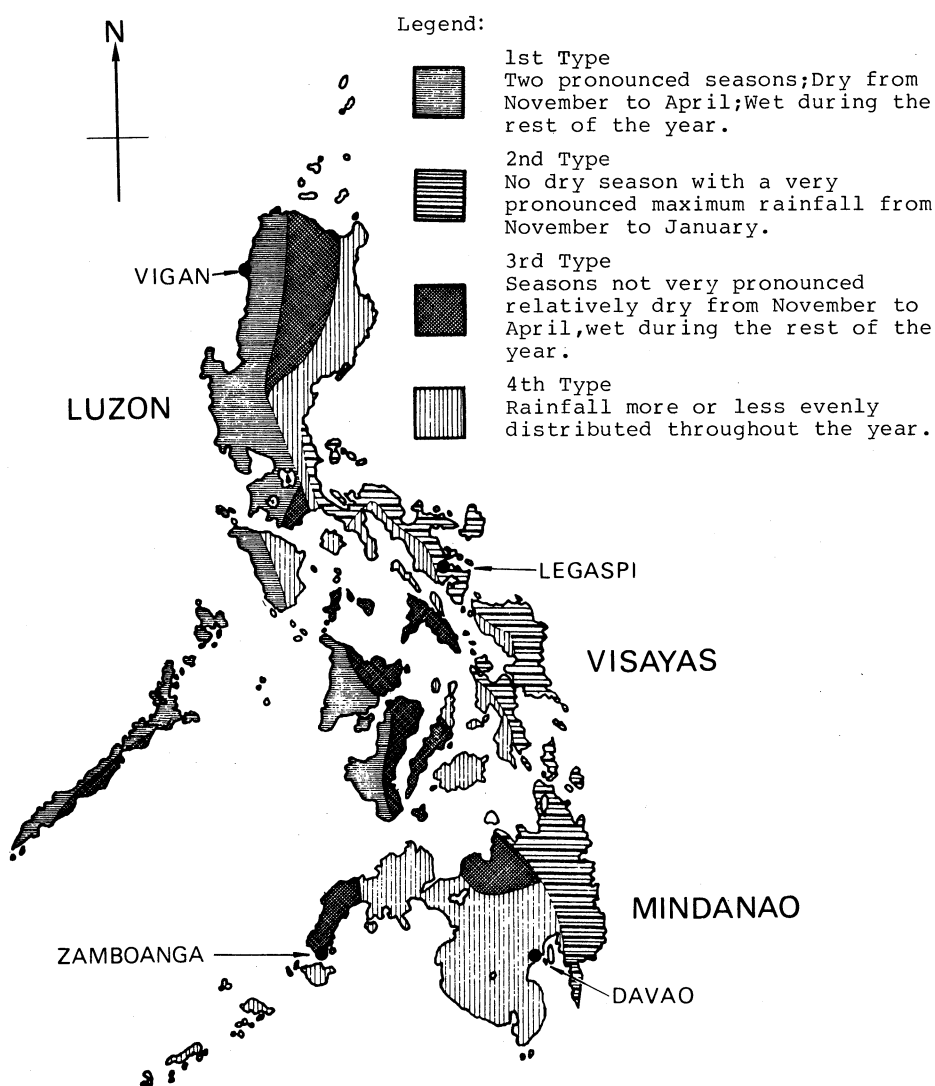 N
Legend:
1st Type
Two pronounced seasons;Dry from
November to April;Wet during the
rest of the year.
2nd Type
No dry season with a very
pronounced maximum rainfall from
November to January.
3rd Type
Seasons not very pronounced
relatively dry from November to
April,wet during the rest of the
year.
4th Type
Rainfall more or less evenly
distributed throughout the year.
VIGAN
LUZON
LEGASPI
VISAYAS
MINDANAO
ZAMBOANGA
DAVAO